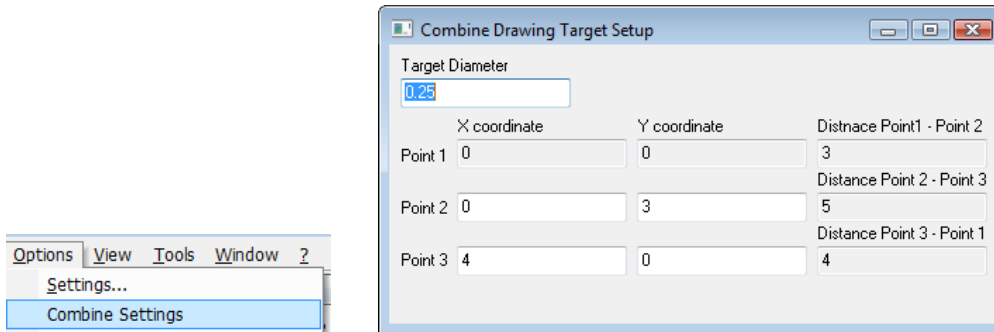 Options View Tools Window ?
Settings...
Combine Settings
Combine Drawing Target Setup
Target Diameter
0.25
X coordinate Y coordinate Distnace Point1 - Point 2
Point 1 0 0 3
Distance Point 2 - Point 3
Point 2 0 3 5
Distance Point 3 - Point 1
Point 3 4 0 4